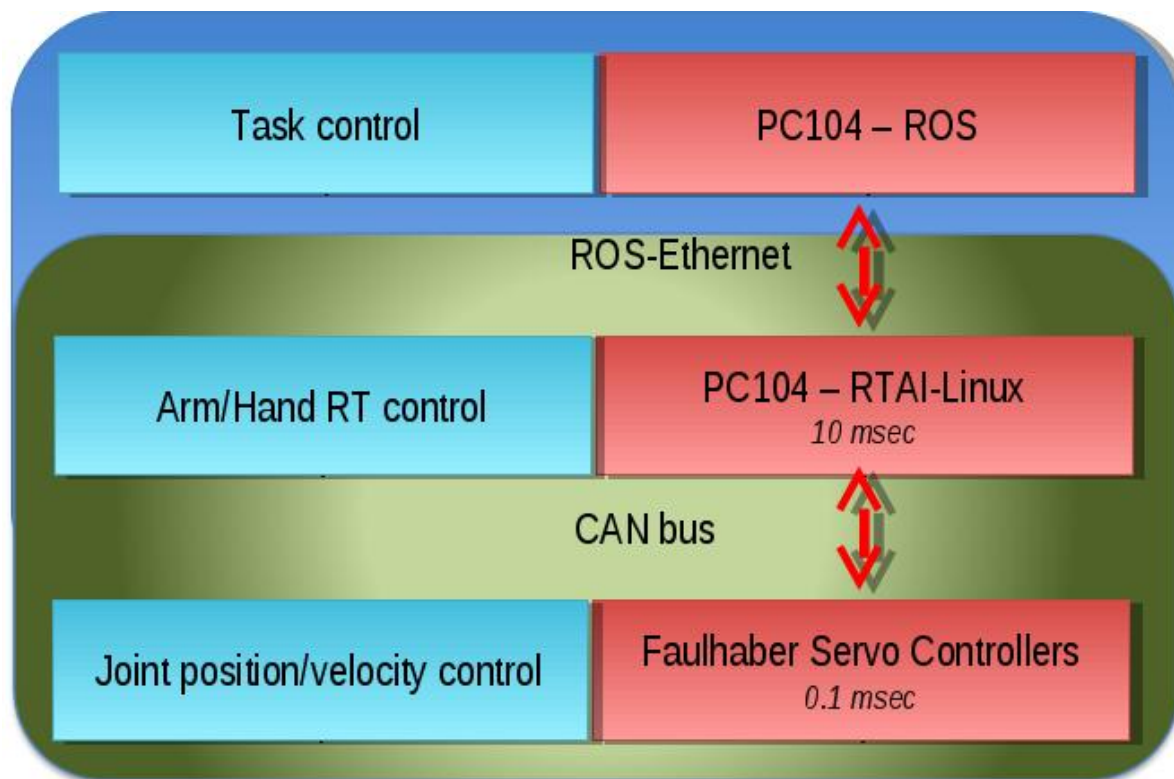 Task control
PC104 – ROS
ROS-Ethernet
Arm/Hand RT control
PC104 – RTAI-Linux
10 msec
CAN bus
Joint position/velocity control
Faulhaber Servo Controllers
0.1 msec